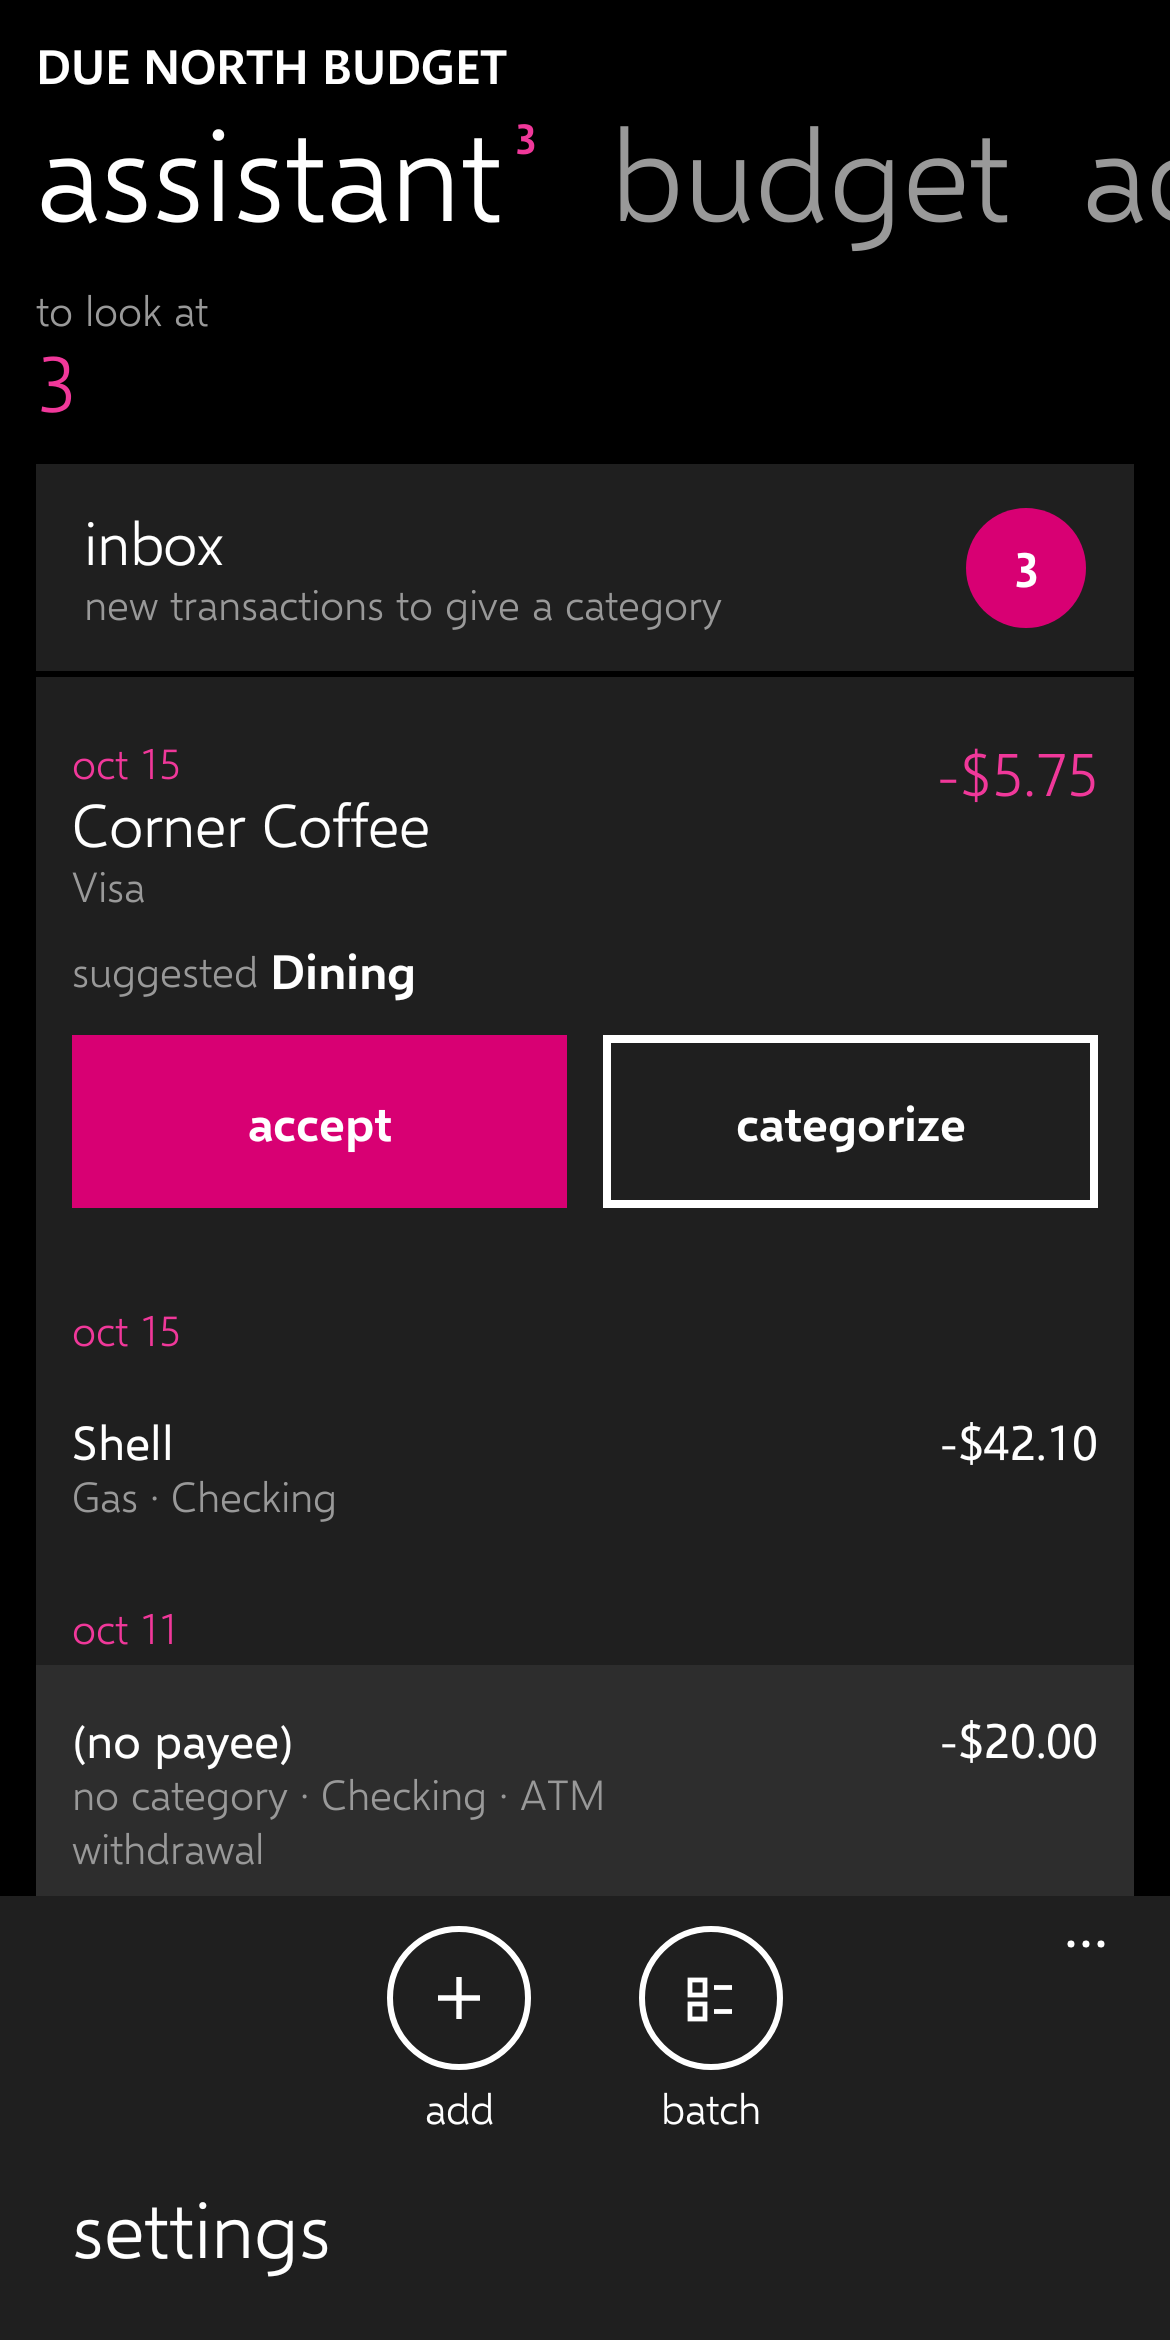 DUE NORTH BUDGET
assistant 3 budget
to look at
3
inbox
new transactions to give a category
3
oct 15
-$5.75
Corner Coffee
Visa
suggested Dining
accept
categorize
oct 15
Shell
-$42.10
Gas · Checking
oct 11
(no payee)
-$20.00
no category · Checking · ATM
withdrawal
...
add
batch
settings